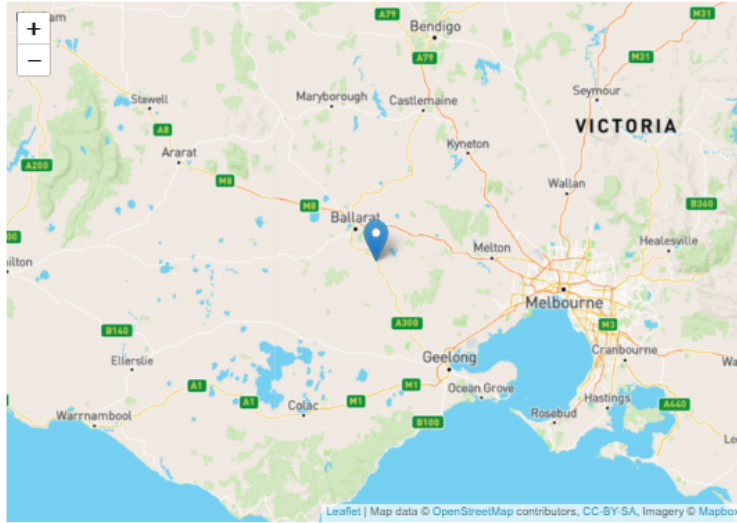 +
−
A79
Bendigo
M31
A79
M31
Stawell
Maryborough
Castlemaine
Seymour
VICTORIA
A8
Ararat
Kyneton
A200
M8
Wallan
M8
Ballarat
B360
Healesville
Melton
Melbourne
A300
M3
B140
Geelong
Cranbourne
Ellerslie
A1
M1
Ocean Grove
A1
Colac
M1
Hastings
A440
Warrnambool
B100
Rosebud
Leaflet | Map data © OpenStreetMap contributors, CC-BY-SA, Imagery © Mapbox